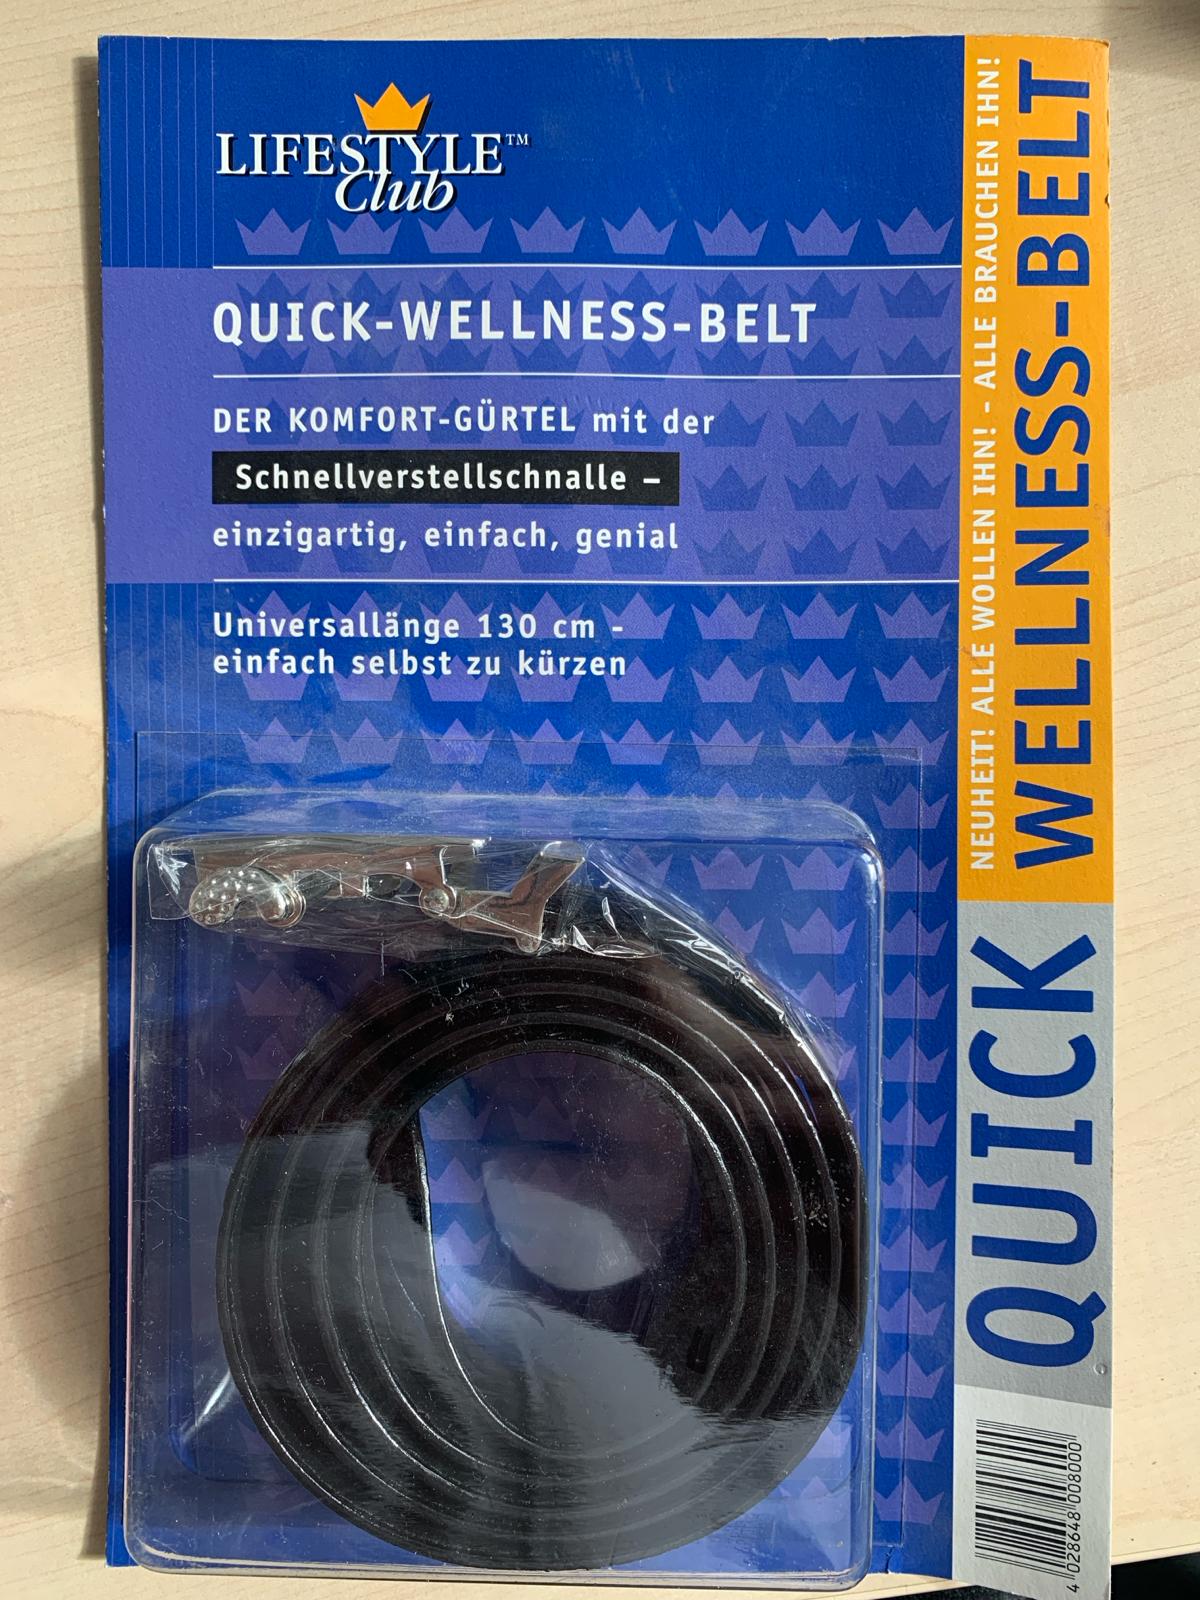 LIFESTYLE™
Club
QUICK-WELLNESS-BELT
DER KOMFORT-GÜRTEL mit der
Schnellverstellschnalle –
einzigartig, einfach, genial
Universallänge 130 cm -
einfach selbst zu kürzen
NEUHEIT! ALLE WOLLEN IHN! - ALLE BRAUCHEN IHN!
QUICK WELLNESS-BELT
4 028648 008000